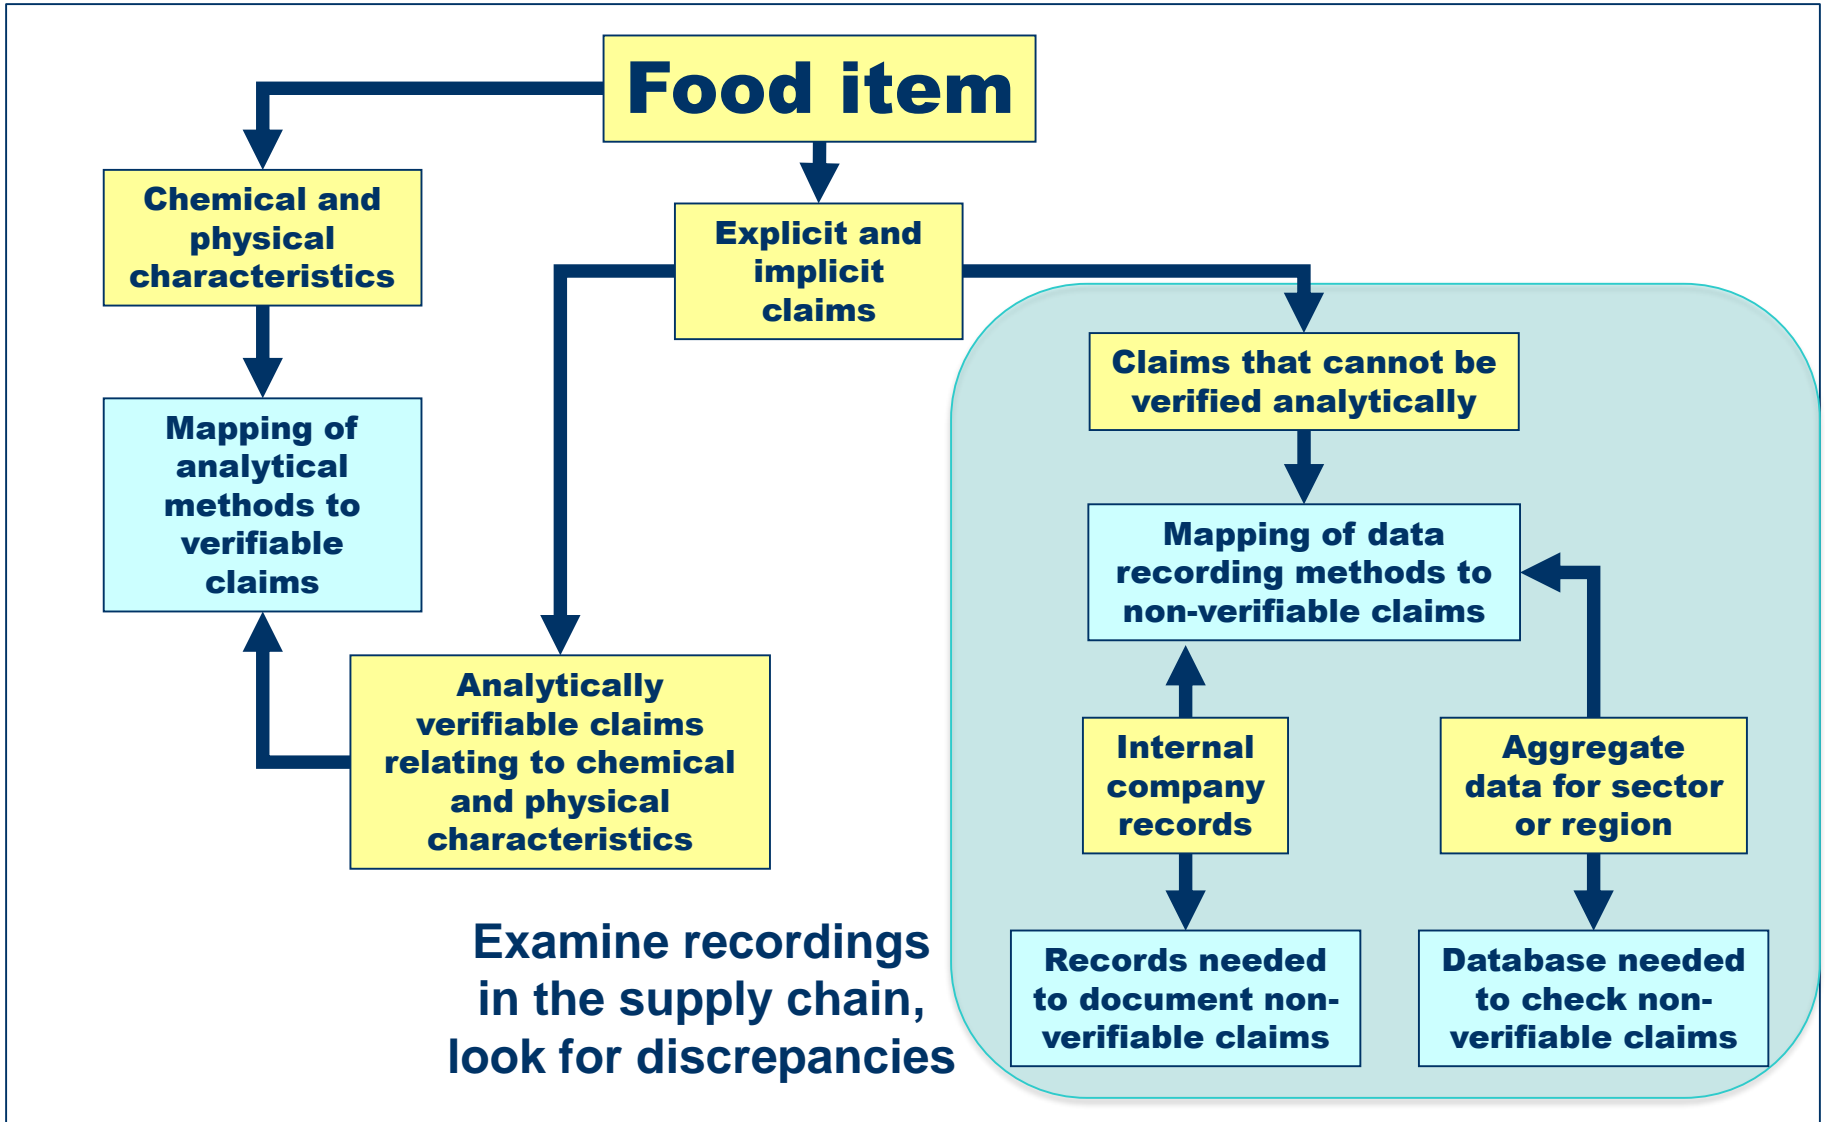 Food item
Chemical and
physical
characteristics
Explicit and
implicit
claims
Claims that cannot be
verified analytically
Mapping of
analytical
methods to
verifiable
claims
Mapping of data
recording methods to
non-verifiable claims
Analytically
verifiable claims
relating to chemical
and physical
characteristics
Internal
company
records
Aggregate
data for sector
or region
Examine recordings
in the supply chain,
look for discrepancies
Records needed
to document non-
verifiable claims
Database needed
to check non-
verifiable claims